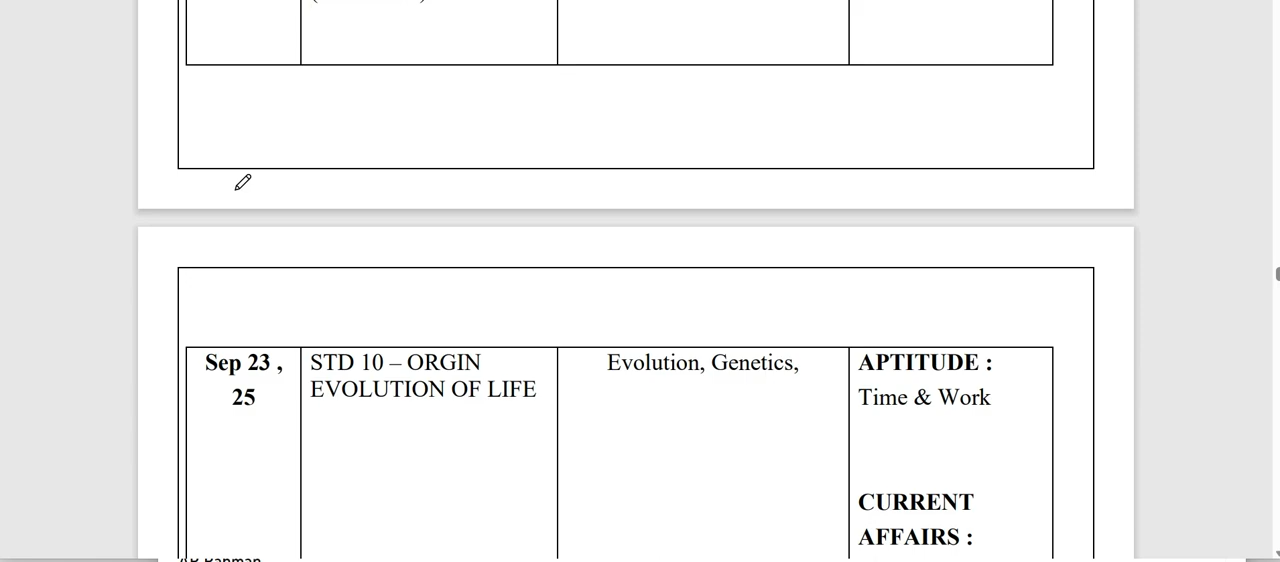 Sep 23 ,
25
STD 10 – ORGIN
EVOLUTION OF LIFE
Evolution, Genetics,
APTITUDE :
Time & Work
CURRENT
AFFAIRS :